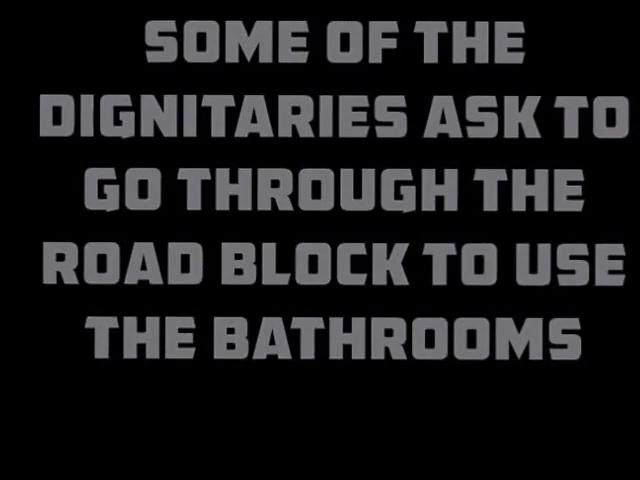 SOME OF THE
DIGNITARIES ASK TO
GO THROUGH THE
ROAD BLOCK TO USE
THE BATHROOMS